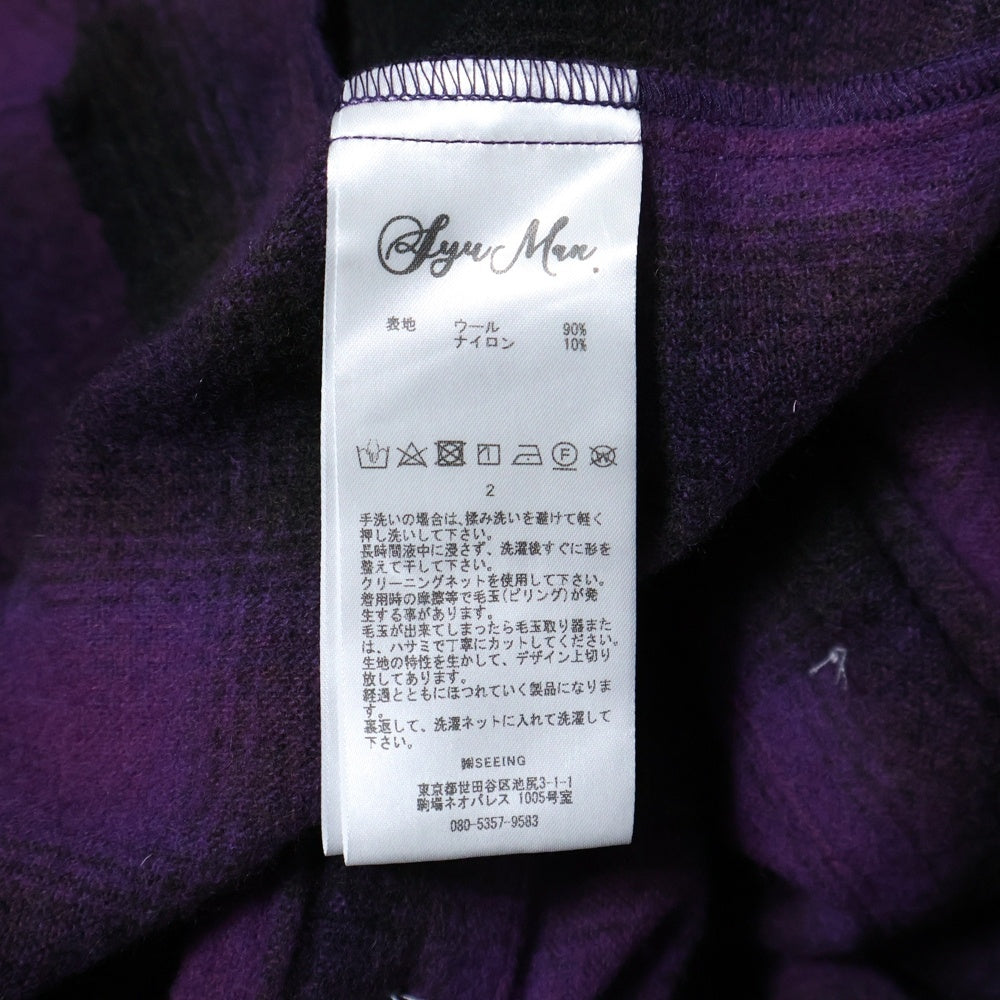 Syu Man.
表地 ウール 90%
ナイロン 10%
F W
2
手洗いの場合は、揉み洗いを避けて軽く
押し洗いして下さい。
長時間液中に浸さず、洗濯後すぐに形を
整えて干して下さい。
クリーニングネットを使用して下さい。
着用時の摩擦等で毛玉(ピリング)が発
生する事があります。
毛玉が出来てしまったら毛玉取り器また
は、ハサミで丁寧にカットしてください。
生地の特性を生かして、デザイン上切り
放してあります。
経過とともにほつれていく製品になりま
す。
裏返して、洗濯ネットに入れて洗濯して
下さい。
㈱SEEING
東京都世田谷区池尻3-1-1
駒場ネオパレス 1005号室
080-5357-9583